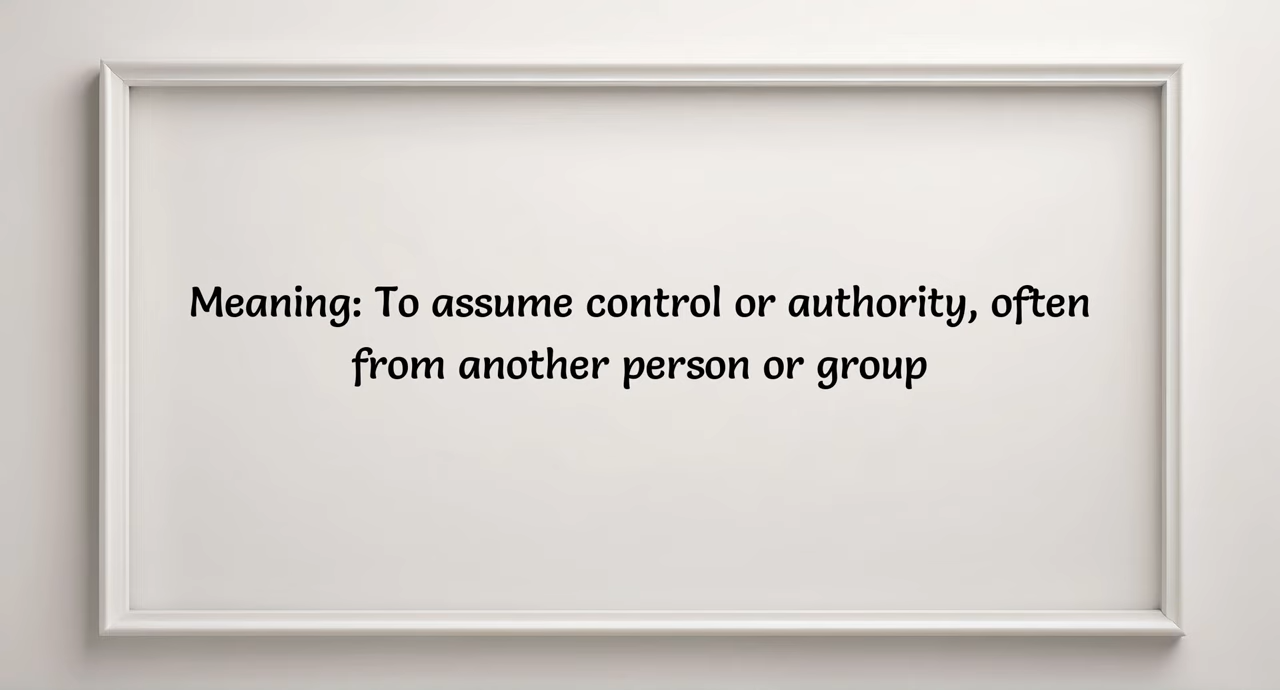 Meaning: To assume control or authority, often
from another person or group